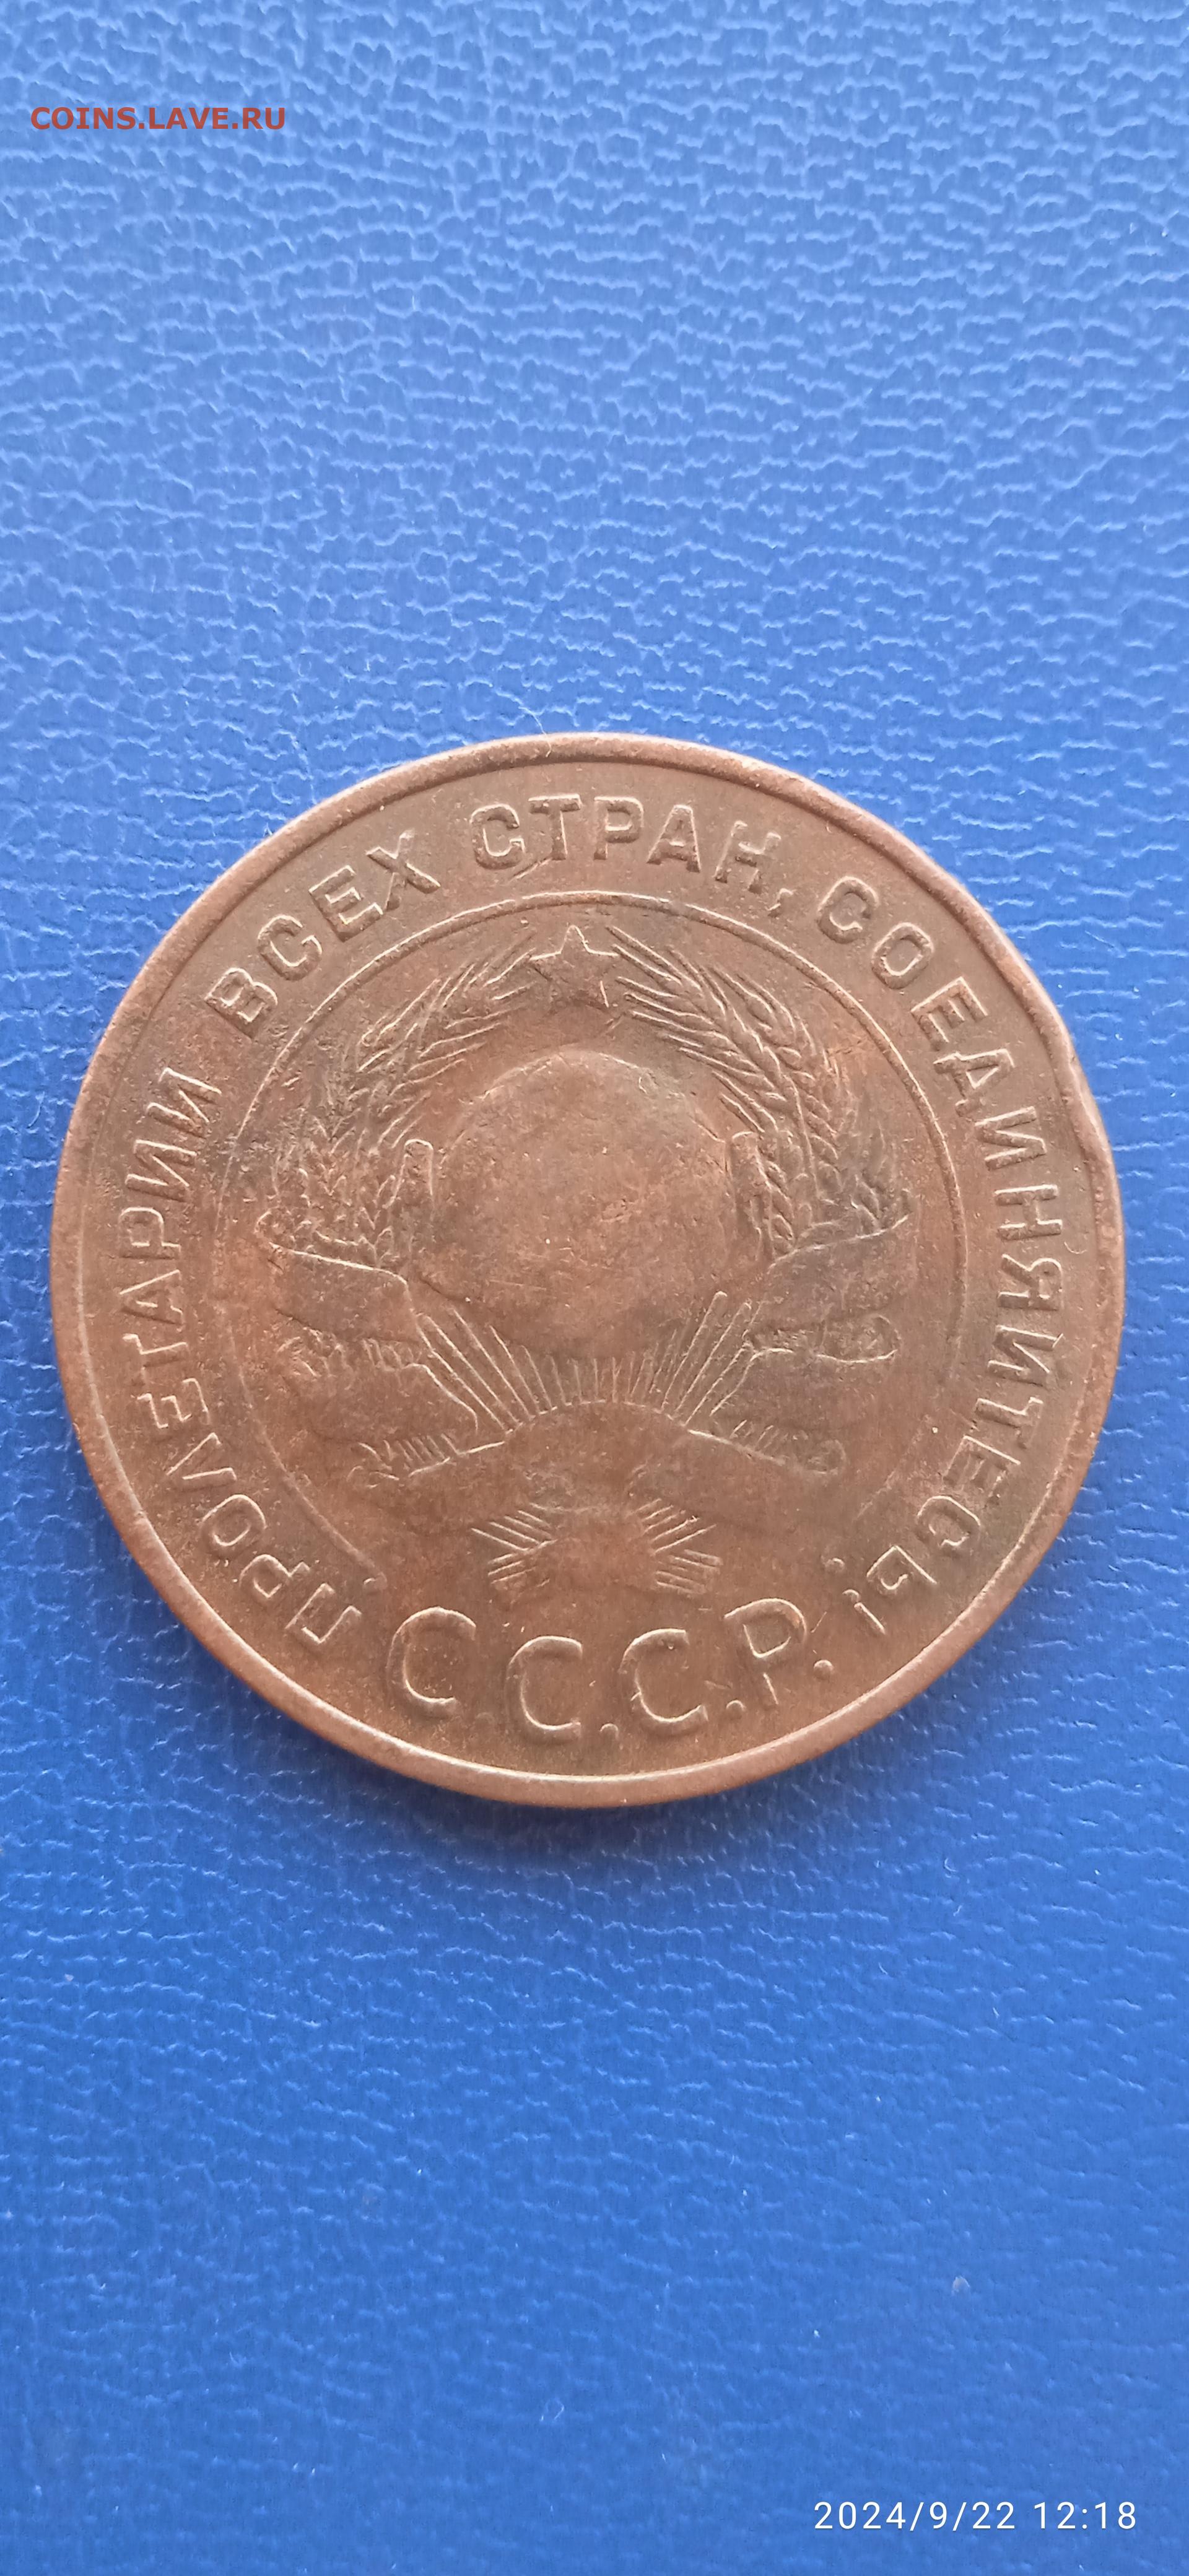 COINS.LAVE.RU
ПРОЛЕТАРИИ ВСЕХ СТРАН, СОЕДИНЯЙТЕСЬ!
С.С.С.Р.
2024/9/22 12:18